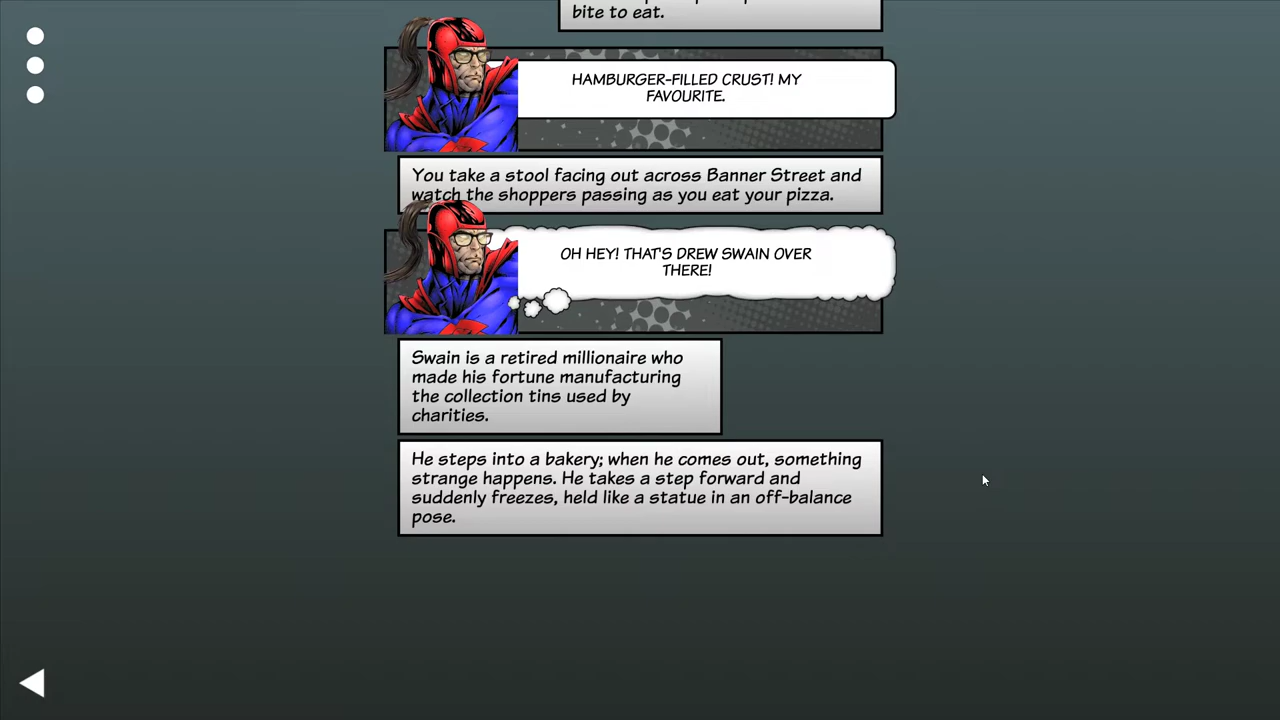 bite to eat.
HAMBURGER-FILLED CRUST! MY
FAVOURITE.
You take a stool facing out across Banner Street and
watch the shoppers passing as you eat your pizza.
OH HEY! THAT'S DREW SWAIN OVER
THERE!
Swain is a retired millionaire who
made his fortune manufacturing
the collection tins used by
charities.
He steps into a bakery; when he comes out, something
strange happens. He takes a step forward and
suddenly freezes, held like a statue in an off-balance
pose.